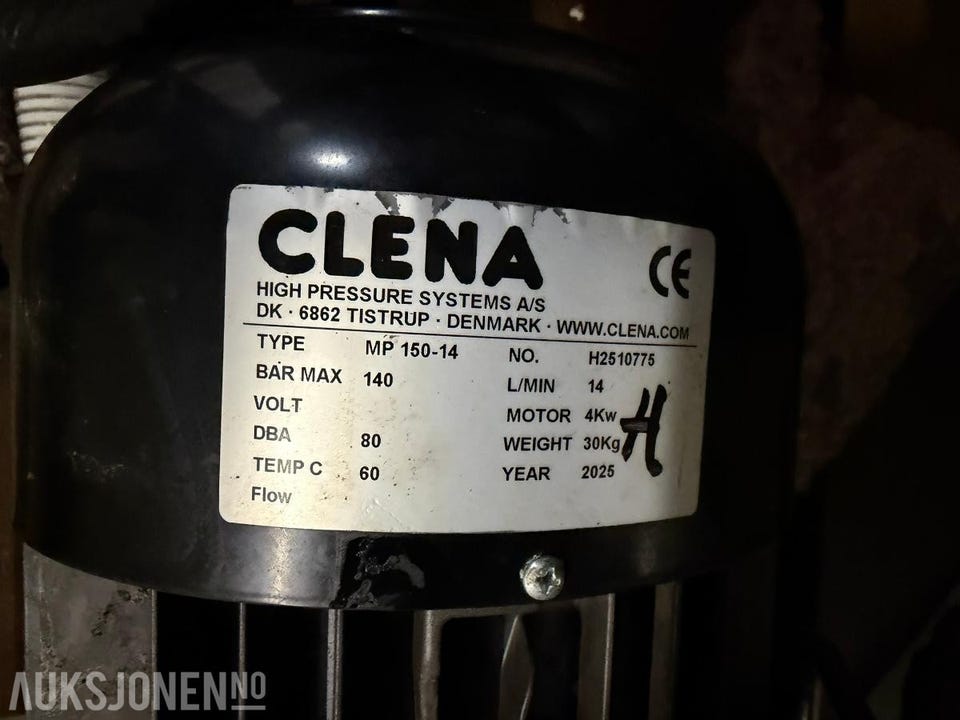 CLENA CE
HIGH PRESSURE SYSTEMS A/S
DK · 6862 TISTRUP · DENMARK · WWW.CLENA.COM
TYPE MP 150-14 NO. H2510775
BAR MAX 140 L/MIN 14
VOLT MOTOR 4Kw
DBA 80 WEIGHT 30Kg H
TEMP C 60 YEAR 2025
Flow
AUKSJONEN NO